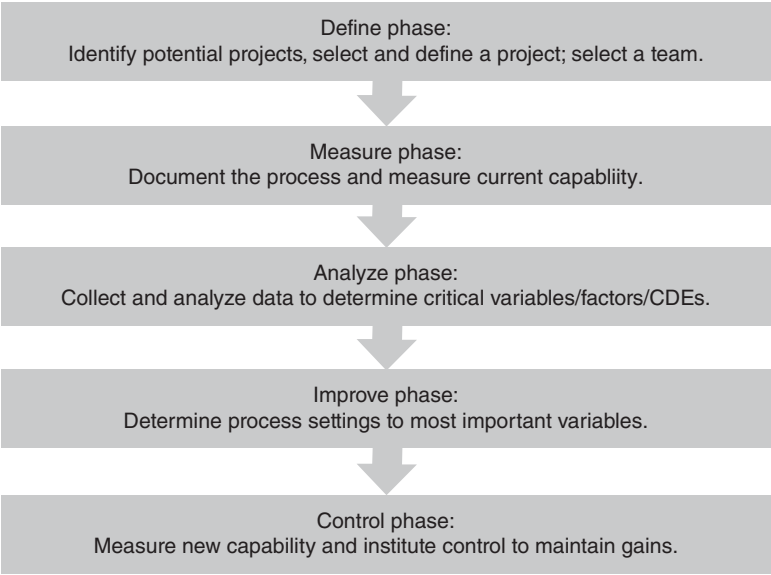 Define phase:
Identify potential projects, select and define a project; select a team.
Measure phase:
Document the process and measure current capabliity.
Analyze phase:
Collect and analyze data to determine critical variables/factors/CDEs.
Improve phase:
Determine process settings to most important variables.
Control phase:
Measure new capability and institute control to maintain gains.